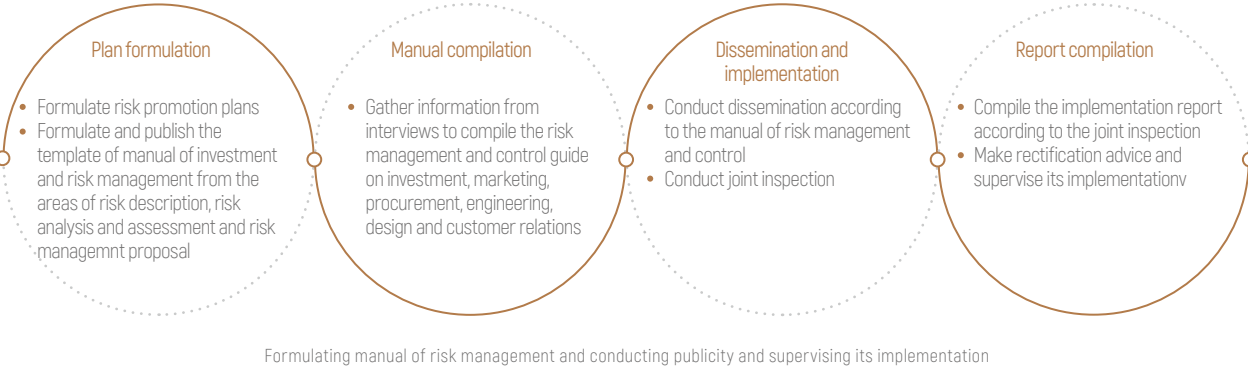 Plan formulation
• Formulate risk promotion plans
• Formulate and publish the
template of manual of investment
and risk management from the
areas of risk description, risk
analysis and assessment and risk
managemnt proposal
Manual compilation
• Gather information from
interviews to compile the risk
management and control guide
on investment, marketing,
procurement, engineering,
design and customer relations
Dissemination and
implementation
• Conduct dissemination according
to the manual of risk management
and control
• Conduct joint inspection
Report compilation
• Compile the implementation report
according to the joint inspection
• Make rectification advice and
supervise its implementationv
Formulating manual of risk management and conducting publicity and supervising its implementation